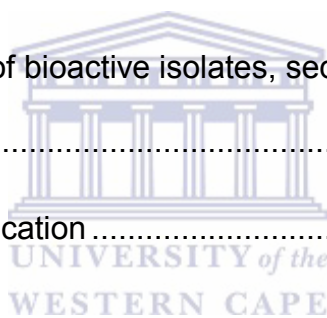 of bioactive isolates, sec
................................................
cation ........................................
UNIVERSITY of the
WESTERN CAPE